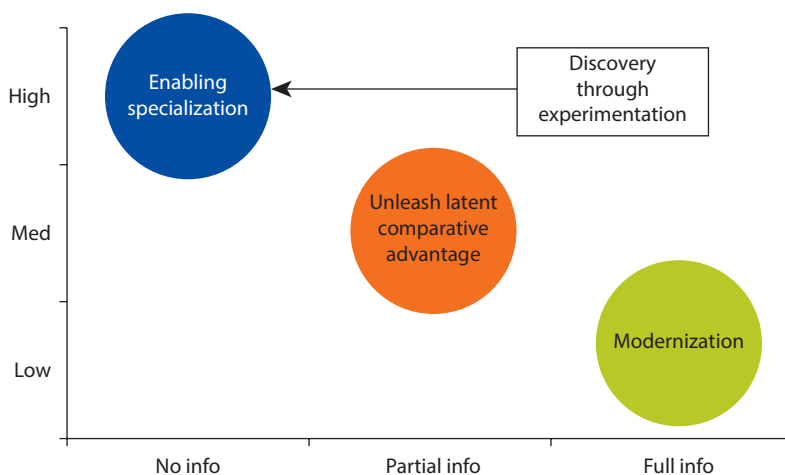 High
Enabling
specialization
Discovery
through
experimentation
Med
Unleash latent
comparative
advantage
Low
Modernization
No info
Partial info
Full info